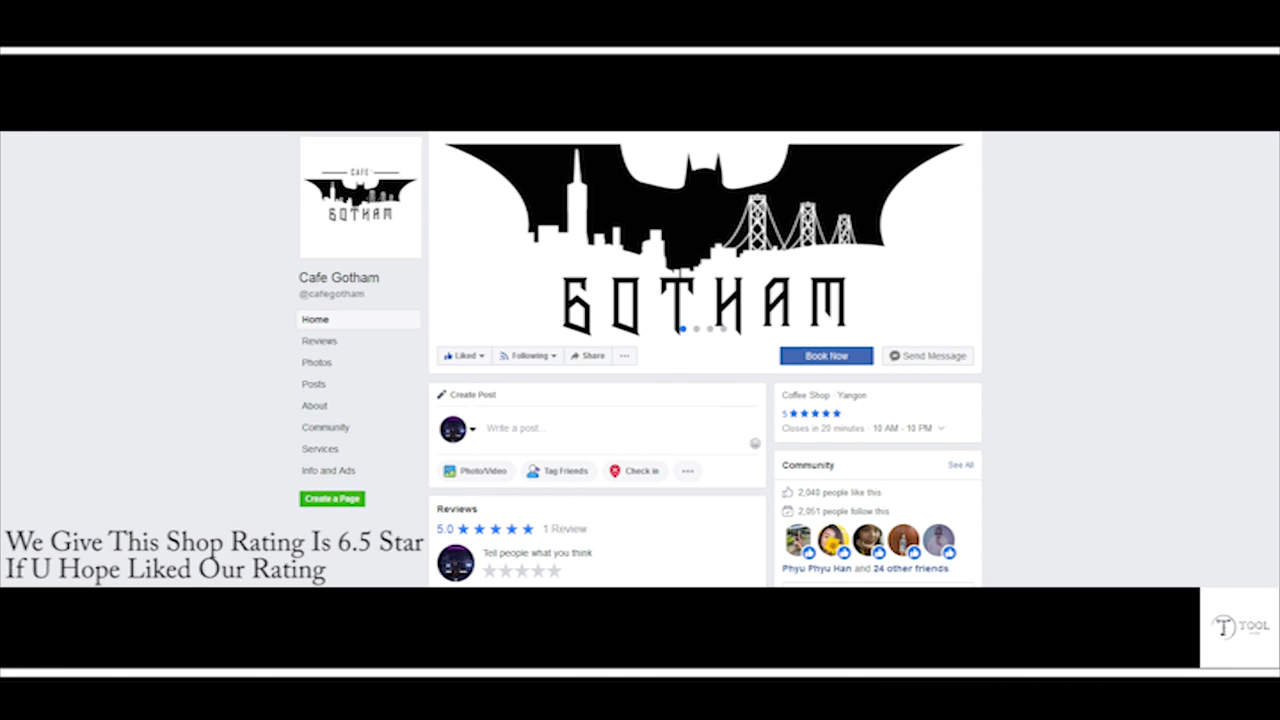 CAFE
GOTHAM
Cafe Gotham
@cafegotham
Home
Reviews
Photos
Posts
About
Community
Services
Info and Ads
Create a Page
GOTHAM
Liked
Following
Share
Book Now
Send Message
Create Post
Write a post...
Photo/Video
Tag Friends
Check in
Reviews
5.0 ★★★★★ 1 Review
Tell people what you think
Coffee Shop · Yangon
5 ★★★★★
Closes in 20 minutes · 10 AM - 10 PM
Community See All
2,040 people like this
2,051 people follow this
Phyu Phyu Han and 24 other friends
We Give This Shop Rating Is 6.5 Star
If U Hope Liked Our Rating
TOOL